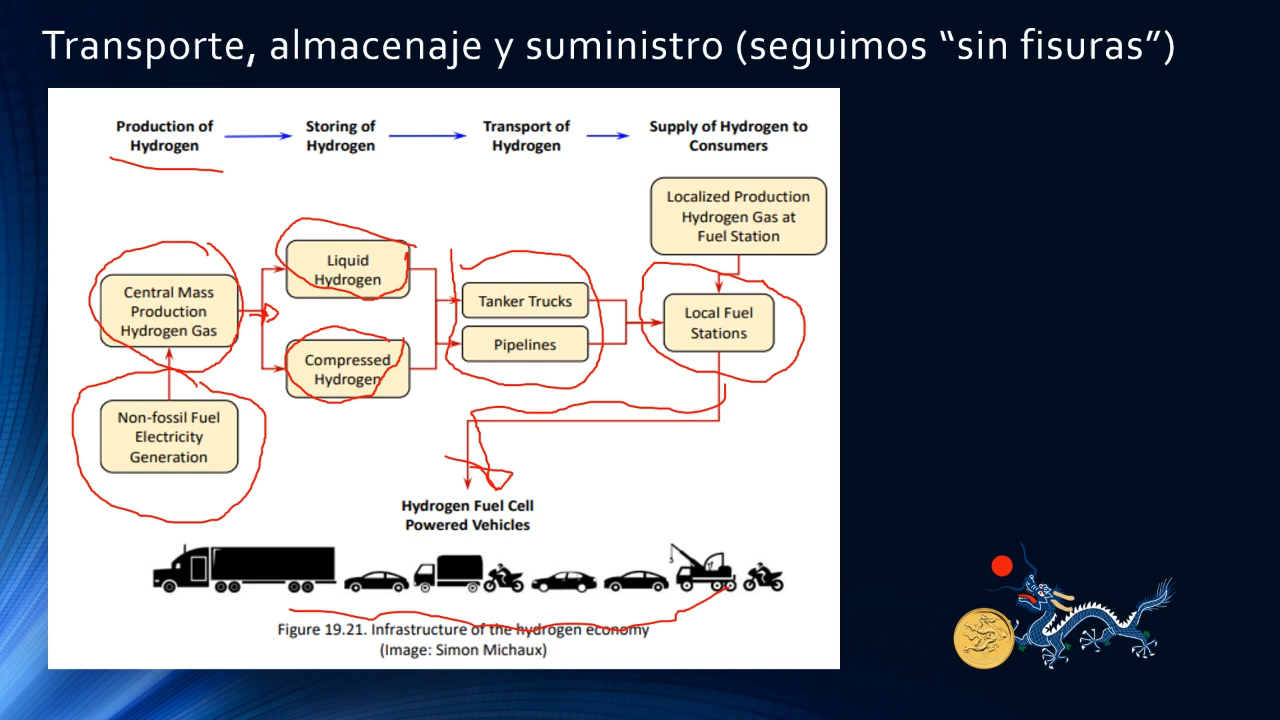 Transporte, almacenaje y suministro (seguimos “sin fisuras”)
Production of
Hydrogen
Storing of
Hydrogen
Transport of
Hydrogen
Supply of Hydrogen to
Consumers
Localized Production
Hydrogen Gas at
Fuel Station
Central Mass
Production
Hydrogen Gas
Liquid
Hydrogen
Compressed
Hydrogen
Tanker Trucks
Pipelines
Local Fuel
Stations
Non-fossil Fuel
Electricity
Generation
Hydrogen Fuel Cell
Powered Vehicles
Figure 19.21. Infrastructure of the hydrogen economy
(Image: Simon Michaux)